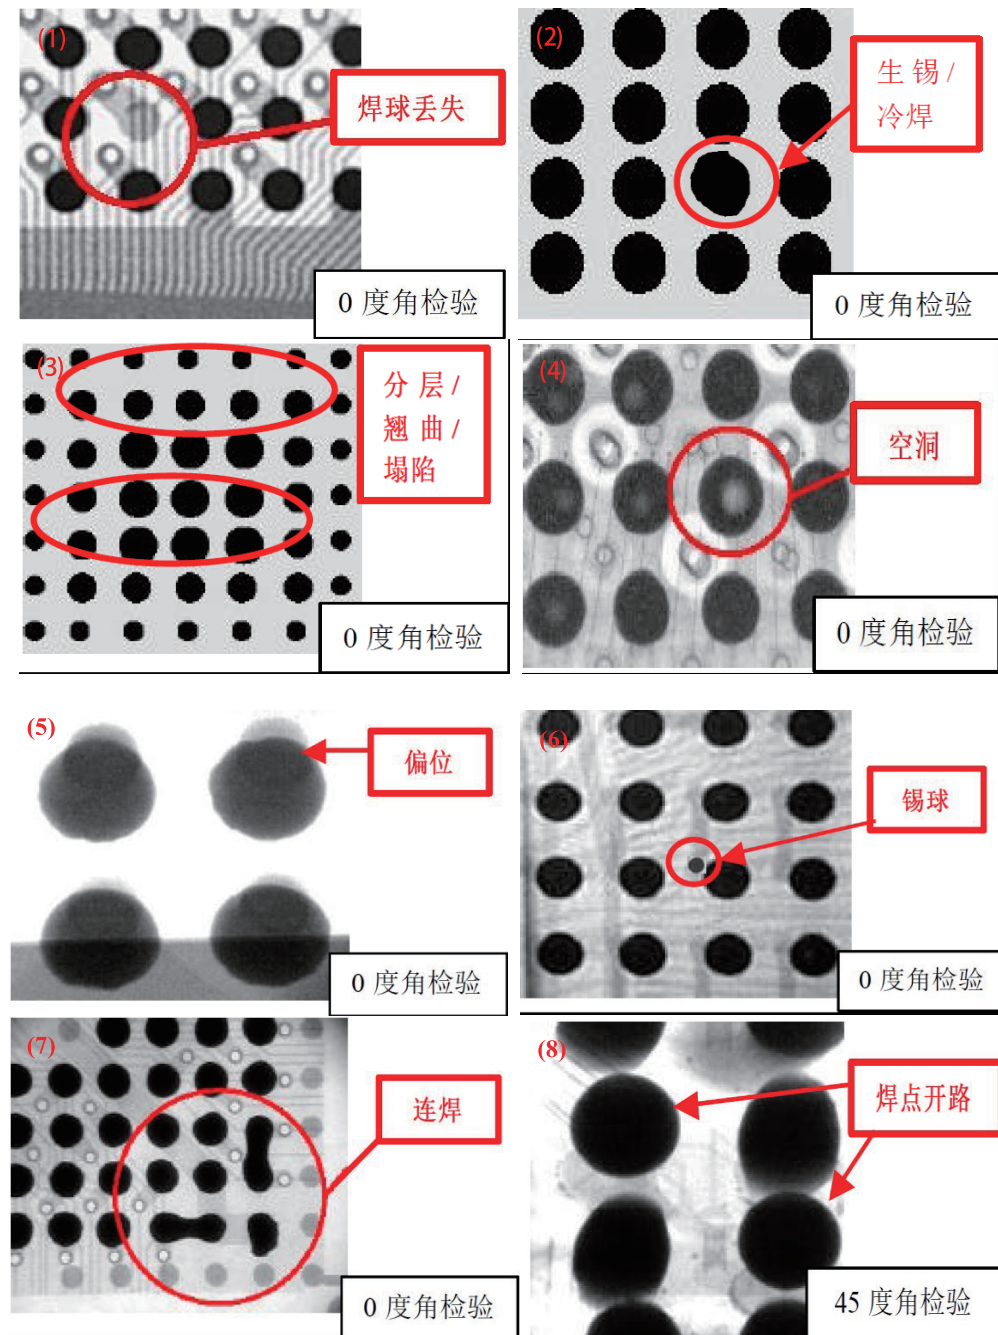 (1)
焊球丢失
0 度角检验
(2)
生 锡 /
冷焊
0 度角检验
(3)
分 层 /
翘 曲 /
塌陷
0 度角检验
(4)
空洞
0 度角检验
(5)
偏位
0 度角检验
(6)
锡球
0 度角检验
(7)
连焊
0 度角检验
(8)
焊点开路
45 度角检验